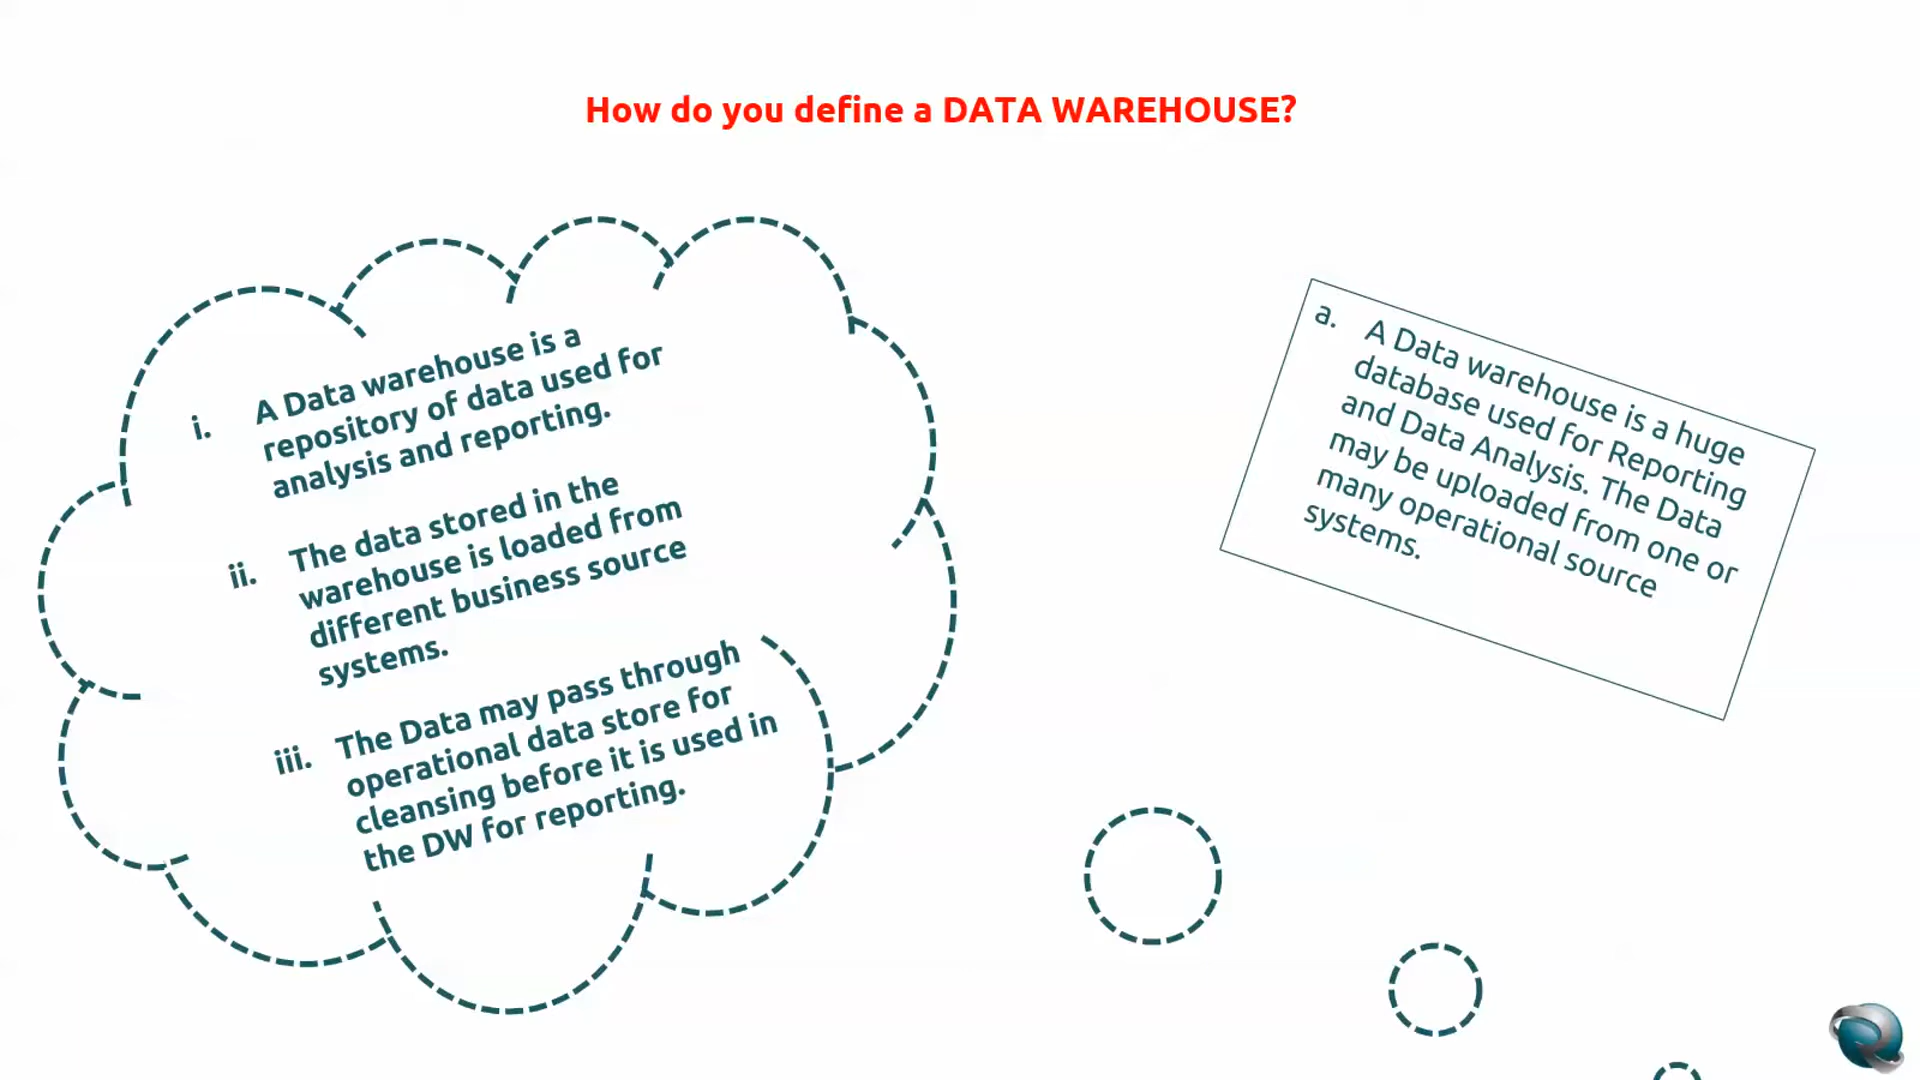 How do you define a DATA WAREHOUSE?
i. A Data warehouse is a
repository of data used for
analysis and reporting.
ii. The data stored in the
warehouse is loaded from
different business source
systems.
iii. The Data may pass through
operational data store for
cleansing before it is used in
the DW for reporting.
a. A Data warehouse is a huge
database used for Reporting
and Data Analysis. The Data
may be uploaded from one or
many operational source
systems.